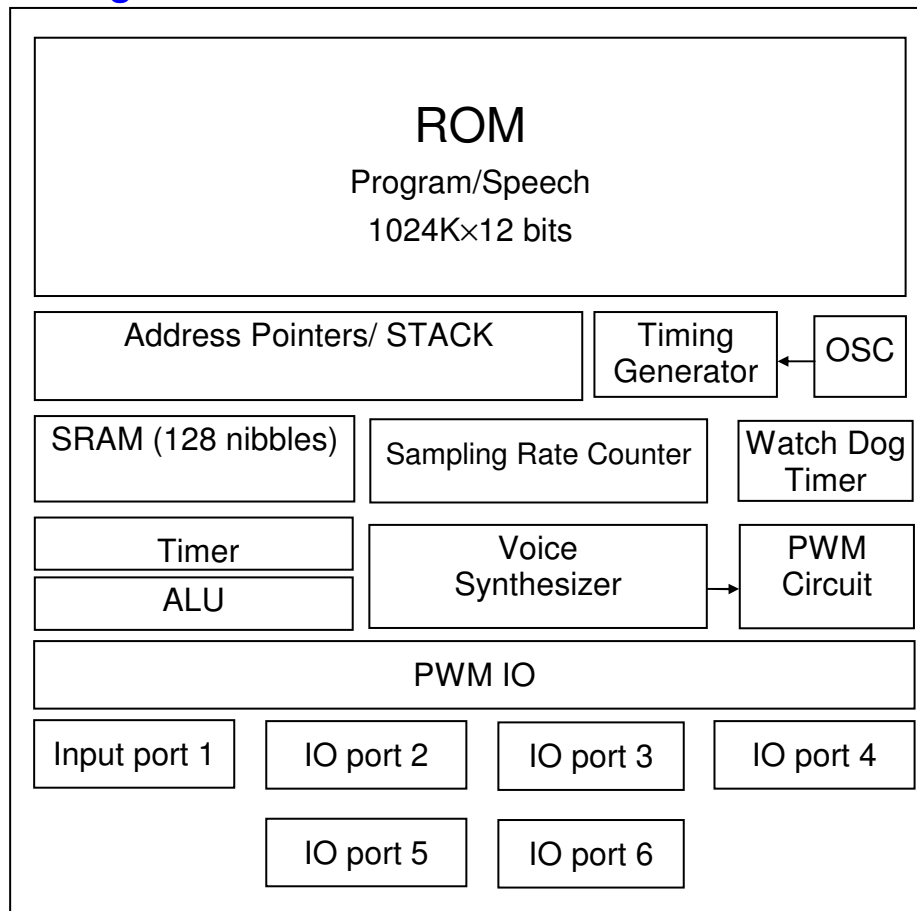 ROM
Program/Speech
1024K×12 bits
Address Pointers/ STACK
Timing
Generator
OSC
SRAM (128 nibbles)
Sampling Rate Counter
Watch Dog
Timer
Timer
ALU
Voice
Synthesizer
PWM
Circuit
PWM IO
Input port 1
IO port 2
IO port 3
IO port 4
IO port 5
IO port 6